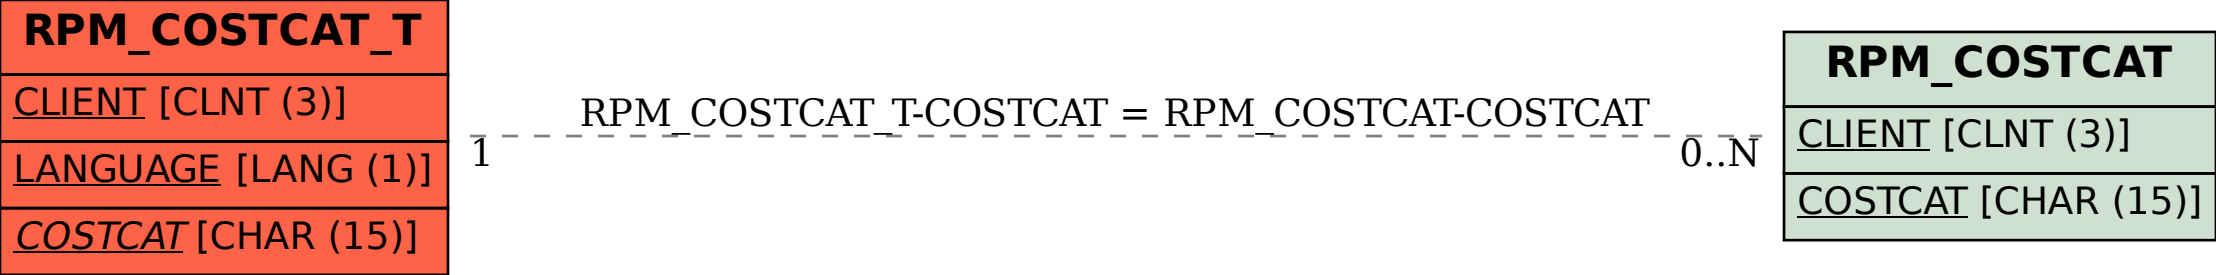 RPM_COSTCAT_T
CLIENT [CLNT (3)]
LANGUAGE [LANG (1)]
COSTCAT [CHAR (15)]
RPM_COSTCAT_T-COSTCAT = RPM_COSTCAT-COSTCAT
1
0..N
RPM_COSTCAT
CLIENT [CLNT (3)]
COSTCAT [CHAR (15)]